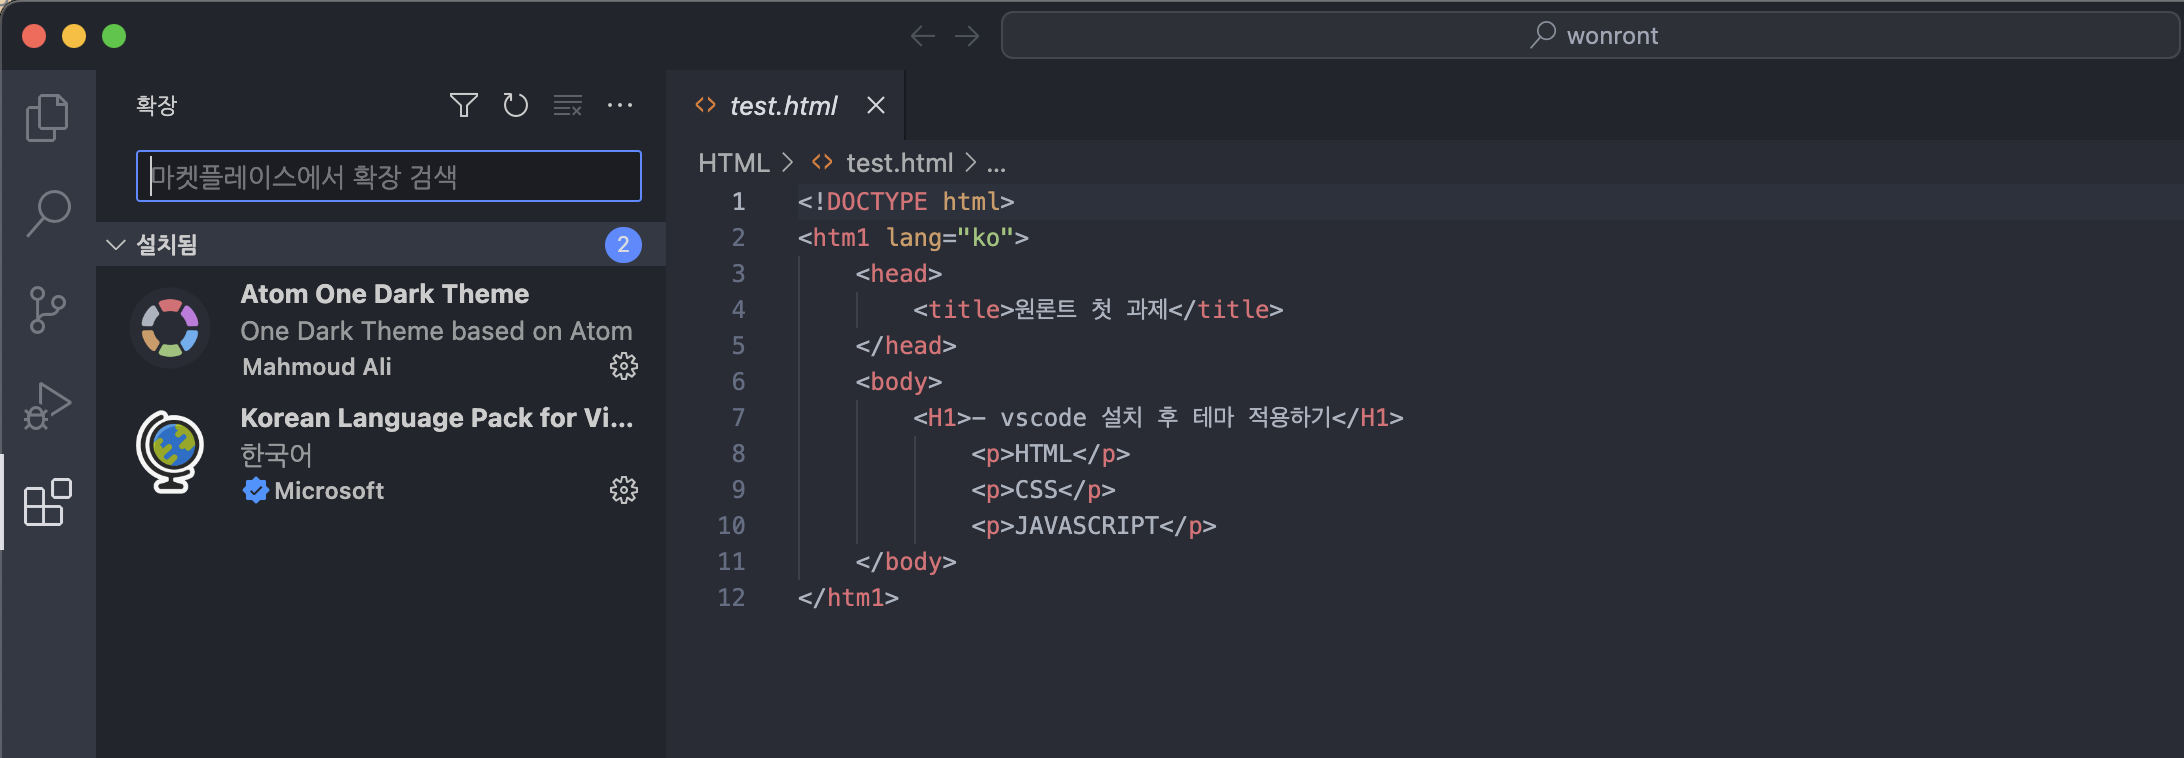 wonront
확장
마켓플레이스에서 확장 검색
설치됨 2
Atom One Dark Theme
One Dark Theme based on Atom
Mahmoud Ali
Korean Language Pack for Vi...
한국어
Microsoft
test.html
HTML > test.html > ...
1 <!DOCTYPE html>
2 <htm1 lang="ko">
3 <head>
4 <title>원론트 첫 과제</title>
5 </head>
6 <body>
7 <H1>- vscode 설치 후 테마 적용하기</H1>
8 <p>HTML</p>
9 <p>CSS</p>
10 <p>JAVASCRIPT</p>
11 </body>
12 </htm1>